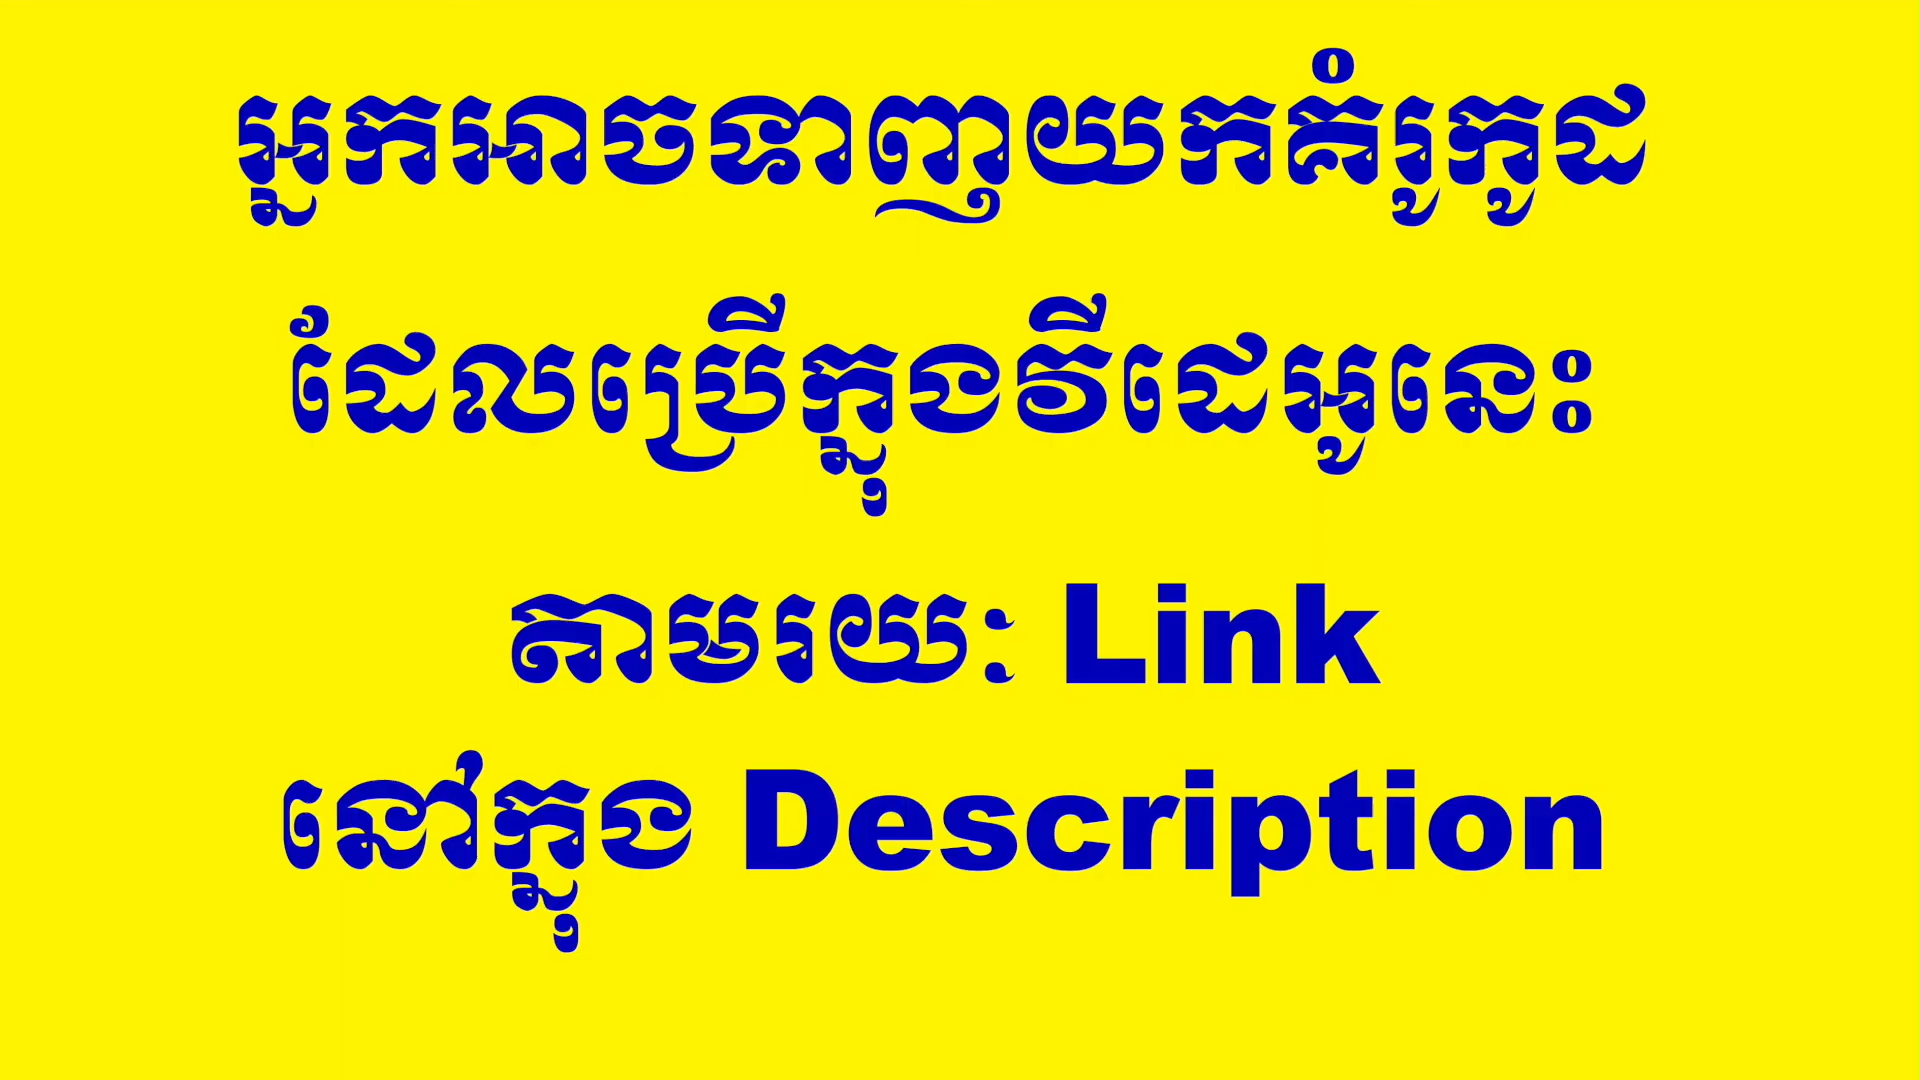 អ្នកអាចទាញយកគំរូកូដ
ដែលប្រើក្នុងវីដេអូនេះ
តាមរយៈ Link
នៅក្នុង Description